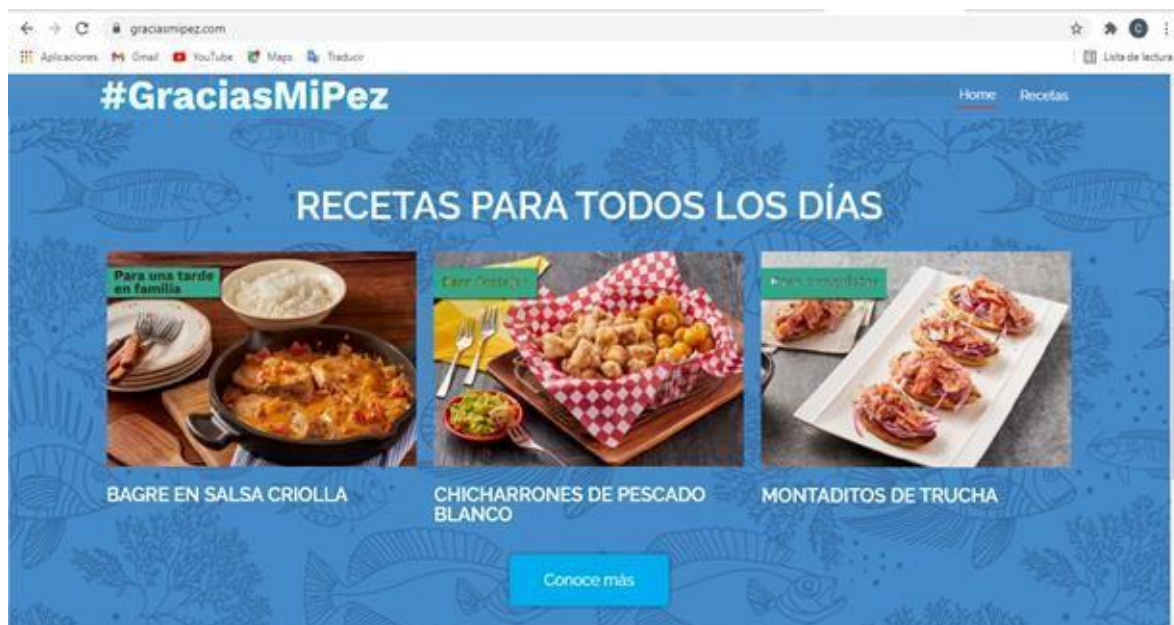 graciasmipez.com
Aplicaciones Gmail YouTube Maps Traducir
Lista de lectura
#GraciasMiPez
Home Recetas
RECETAS PARA TODOS LOS DÍAS
Para una tarde
en familia
BAGRE EN SALSA CRIOLLA
CHICHARRONES DE PESCADO
BLANCO
MONTADITOS DE TRUCHA
Conoce más